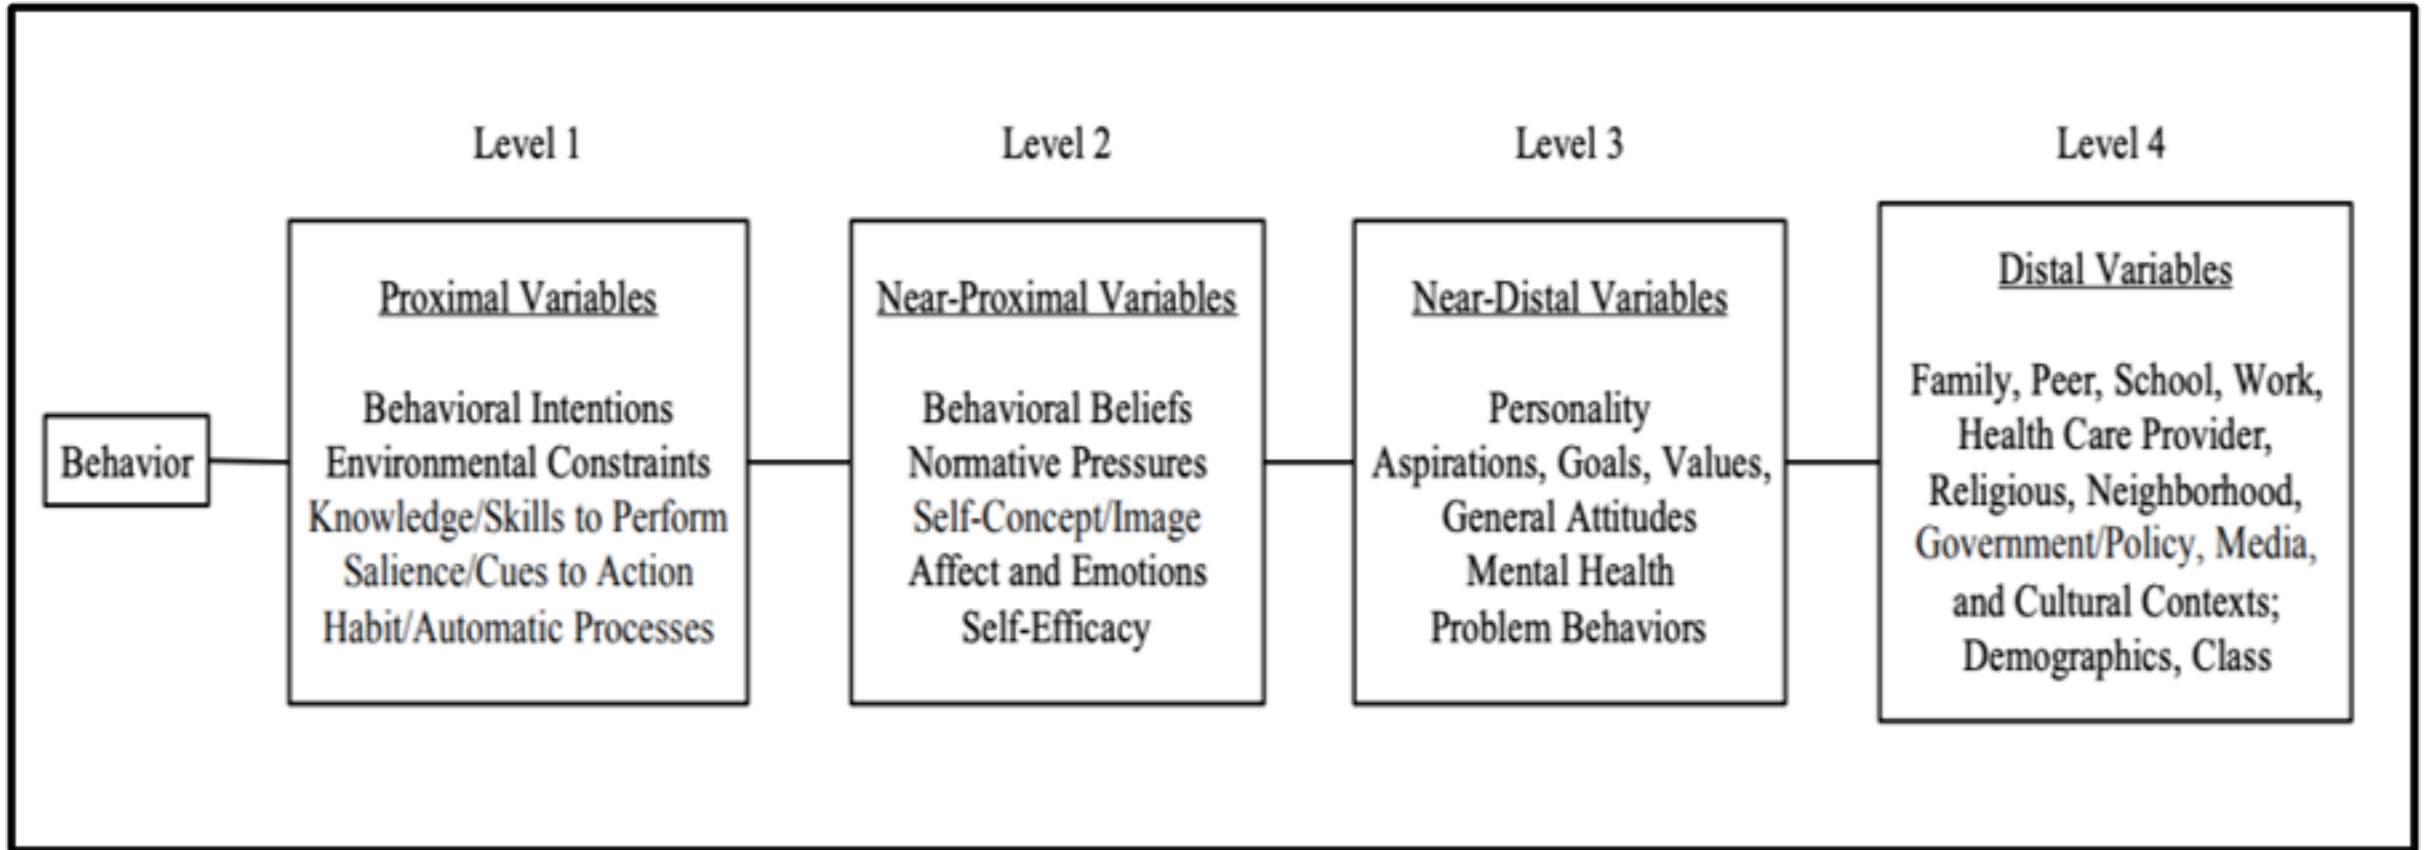 Level 1
Level 2
Level 3
Level 4
Behavior
Proximal Variables
Behavioral Intentions
Environmental Constraints
Knowledge/Skills to Perform
Salience/Cues to Action
Habit/Automatic Processes
Near-Proximal Variables
Behavioral Beliefs
Normative Pressures
Self-Concept/Image
Affect and Emotions
Self-Efficacy
Near-Distal Variables
Personality
Aspirations, Goals, Values,
General Attitudes
Mental Health
Problem Behaviors
Distal Variables
Family, Peer, School, Work,
Health Care Provider,
Religious, Neighborhood,
Government/Policy, Media,
and Cultural Contexts;
Demographics, Class